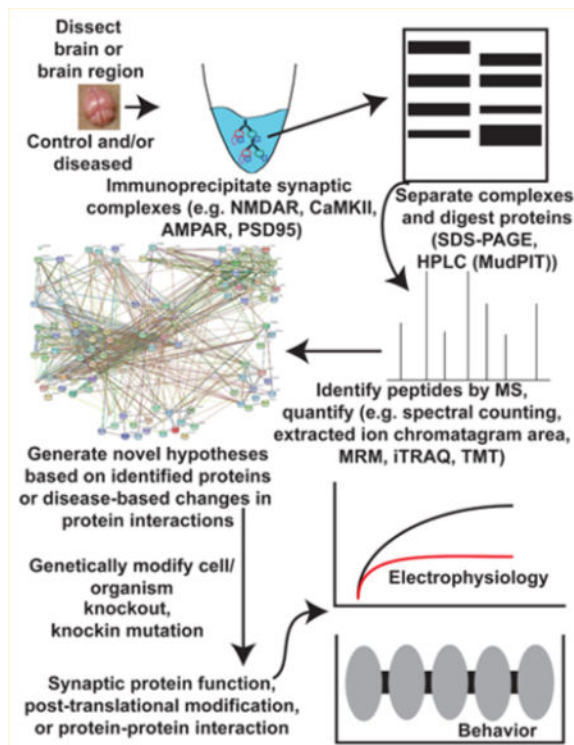 Dissect
brain or
brain region
Control and/or
diseased
Immunoprecipitate synaptic
complexes (e.g. NMDAR, CaMKII,
AMPAR, PSD95)
Separate complexes
and digest proteins
(SDS-PAGE,
HPLC (MudPIT))
Identify peptides by MS,
quantify (e.g. spectral counting,
extracted ion chromatagram area,
MRM, iTRAQ, TMT)
Generate novel hypotheses
based on identified proteins
or disease-based changes in
protein interactions
Genetically modify cell/
organism
knockout,
knockin mutation
Synaptic protein function,
post-translational modification,
or protein-protein interaction
Electrophysiology
Behavior